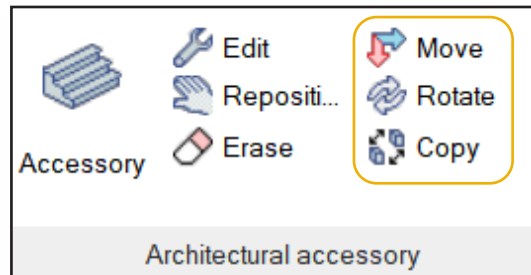 Accessory
Edit
Repositi...
Erase
Move
Rotate
Copy
Architectural accessory